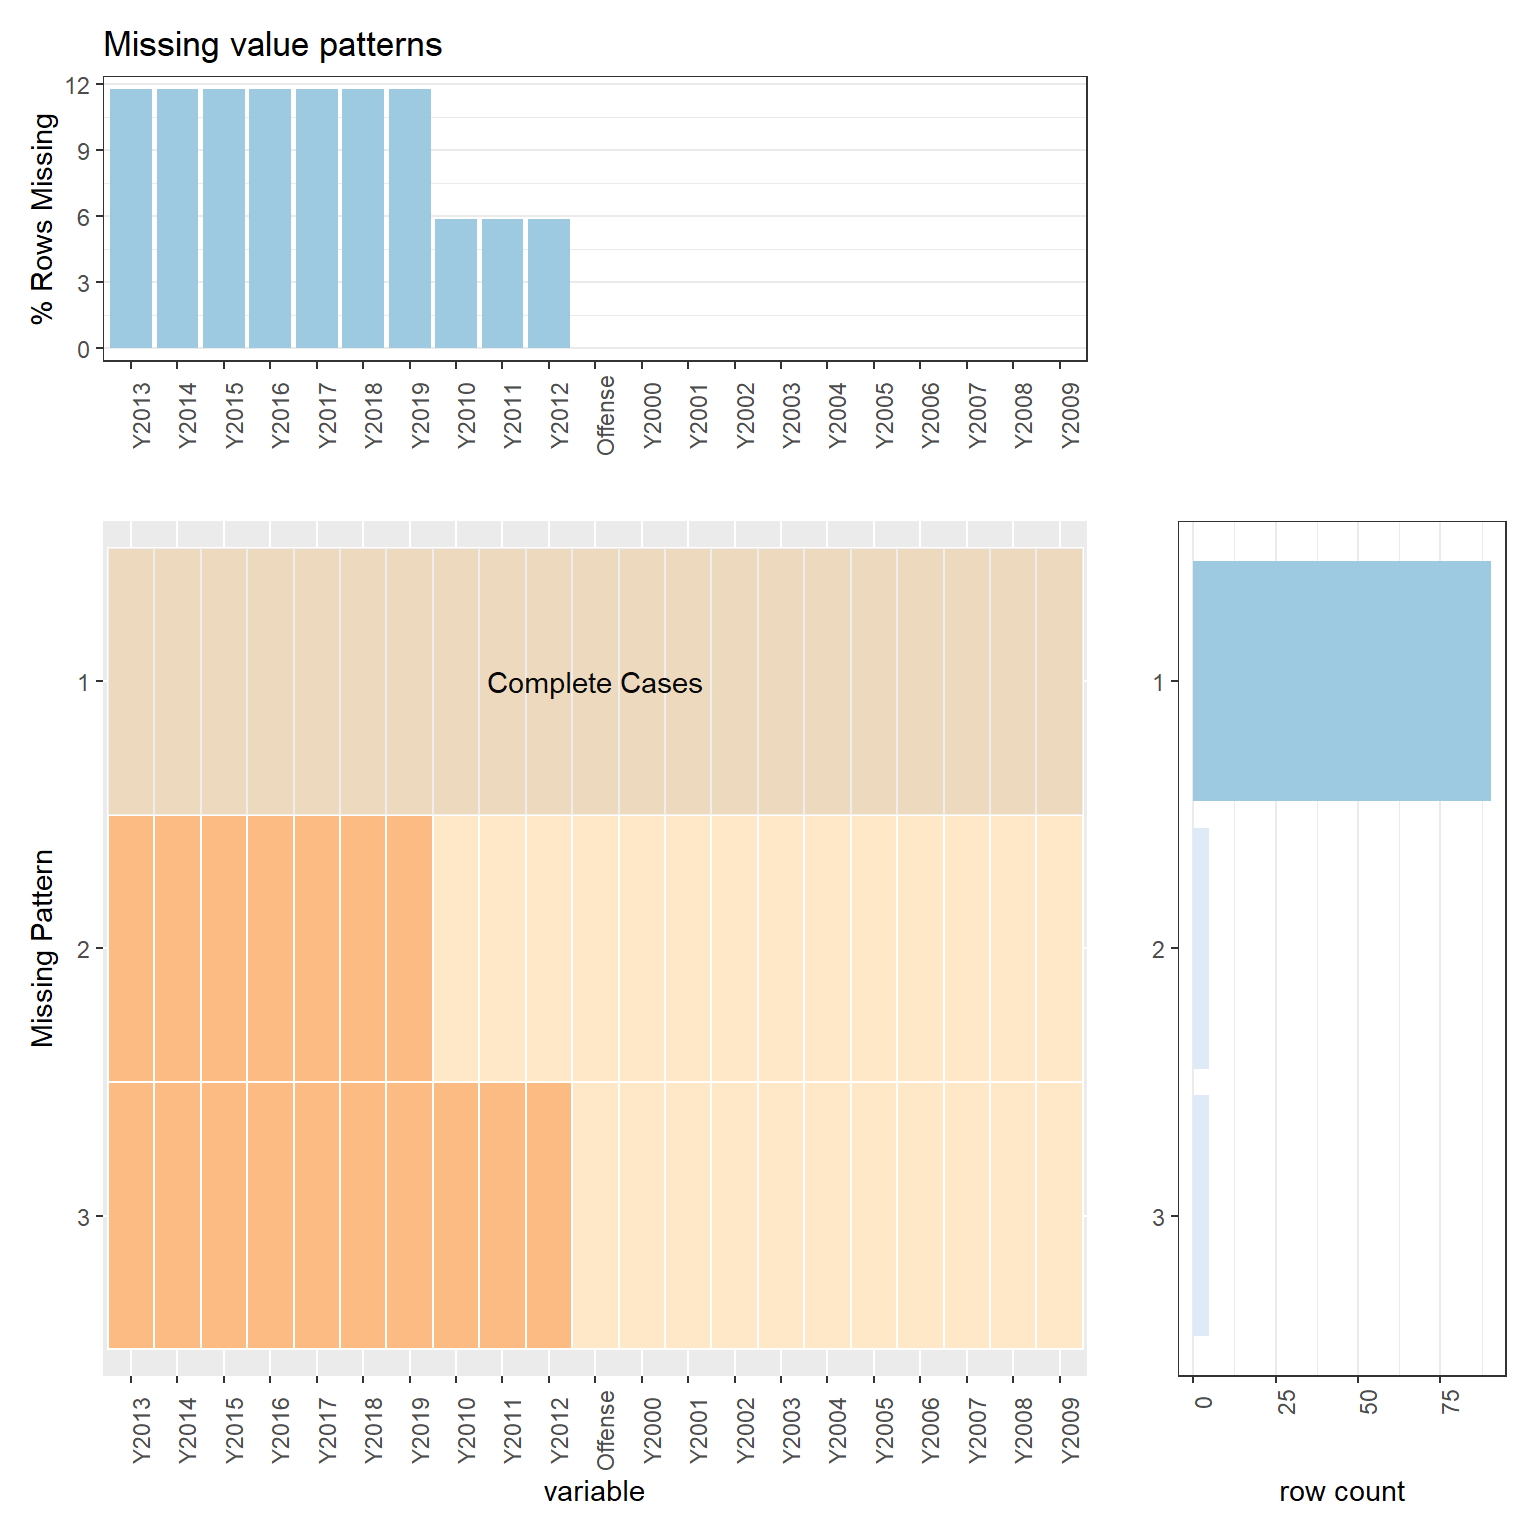 Missing value patterns
% Rows Missing
12
9
6
3
0
Y2013 Y2014 Y2015 Y2016 Y2017 Y2018 Y2019 Y2010 Y2011 Y2012 Offense Y2000 Y2001 Y2002 Y2003 Y2004 Y2005 Y2006 Y2007 Y2008 Y2009
Missing Pattern
1
Complete Cases
2
3
Y2013 Y2014 Y2015 Y2016 Y2017 Y2018 Y2019 Y2010 Y2011 Y2012 Offense Y2000 Y2001 Y2002 Y2003 Y2004 Y2005 Y2006 Y2007 Y2008 Y2009
variable
1
2
3
0 25 50 75
row count